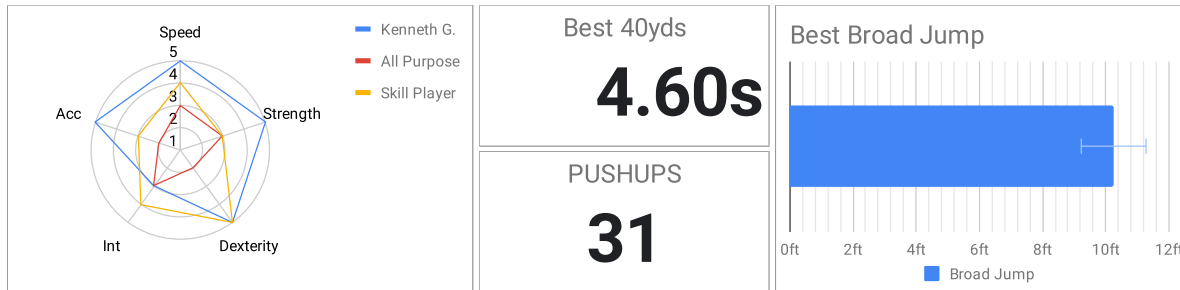 Speed
5
4
3
2
1
Acc
Strength
Int
Dexterity
Kenneth G.
All Purpose
Skill Player
Best 40yds
4.60s
PUSHUPS
31
Best Broad Jump
0ft 2ft 4ft 6ft 8ft 10ft 12ft
Broad Jump